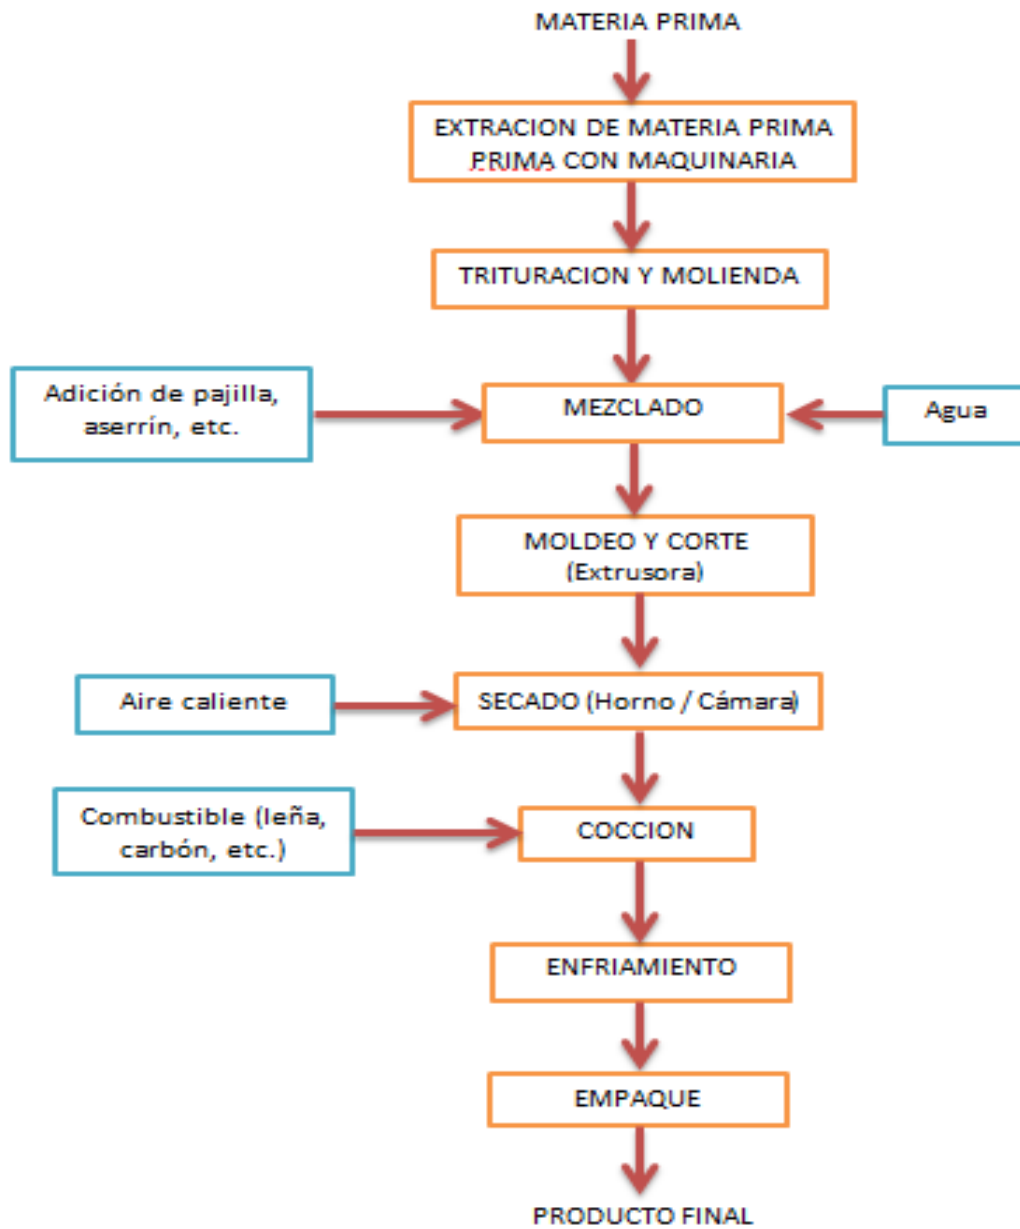 MATERIA PRIMA
EXTRACION DE MATERIA PRIMA
PRIMA CON MAQUINARIA
TRITURACION Y MOLIENDA
Adición de pajilla,
aserrín, etc.
MEZCLADO
Agua
MOLDEO Y CORTE
(Extrusora)
Aire caliente
SECADO (Horno / Cámara)
Combustible (leña,
carbón, etc.)
COCCION
ENFRIAMIENTO
EMPAQUE
PRODUCTO FINAL